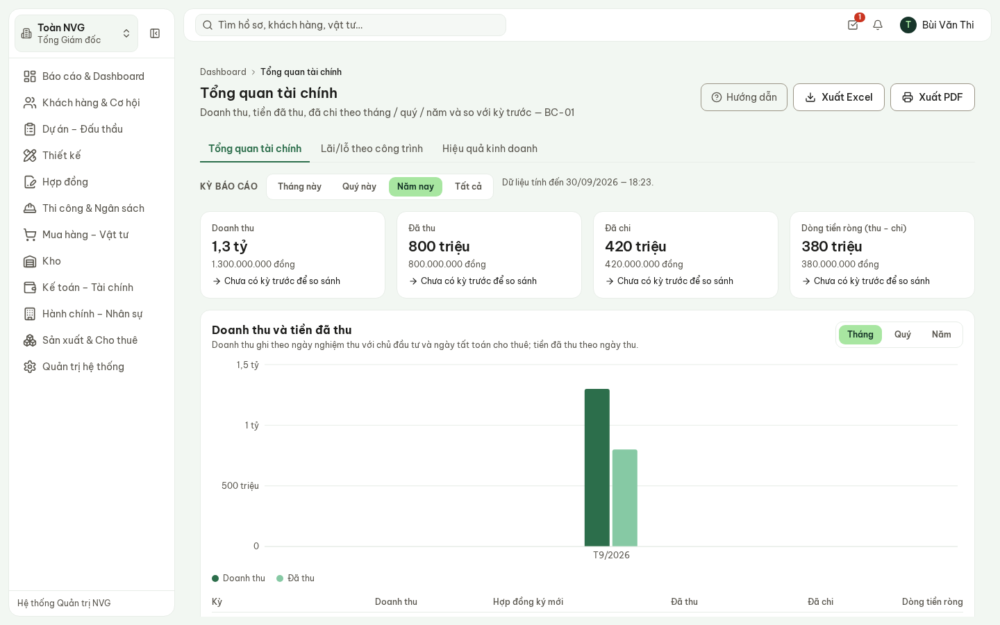 Toàn NVG
Tổng Giám đốc
Tìm hồ sơ, khách hàng, vật tư...
1
T
Bùi Văn Thi
Báo cáo & Dashboard
Khách hàng & Cơ hội
Dự án – Đấu thầu
Thiết kế
Hợp đồng
Thi công & Ngân sách
Mua hàng – Vật tư
Kho
Kế toán – Tài chính
Hành chính – Nhân sự
Sản xuất & Cho thuê
Quản trị hệ thống
Hệ thống Quản trị NVG
Dashboard > Tổng quan tài chính
Tổng quan tài chính
Doanh thu, tiền đã thu, đã chi theo tháng / quý / năm và so với kỳ trước — BC-01
Hướng dẫn
Xuất Excel
Xuất PDF
Tổng quan tài chính
Lãi/lỗ theo công trình
Hiệu quả kinh doanh
KỲ BÁO CÁO
Tháng này
Quý này
Năm nay
Tất cả
Dữ liệu tính đến 30/09/2026 — 18:23.
Doanh thu
1,3 tỷ
1.300.000.000 đồng
→ Chưa có kỳ trước để so sánh
Đã thu
800 triệu
800.000.000 đồng
→ Chưa có kỳ trước để so sánh
Đã chi
420 triệu
420.000.000 đồng
→ Chưa có kỳ trước để so sánh
Dòng tiền ròng (thu – chi)
380 triệu
380.000.000 đồng
→ Chưa có kỳ trước để so sánh
Doanh thu và tiền đã thu
Doanh thu ghi theo ngày nghiệm thu với chủ đầu tư và ngày tất toán cho thuê; tiền đã thu theo ngày thu.
Tháng
Quý
Năm
1,5 tỷ
1 tỷ
500 triệu
0
T9/2026
Doanh thu
Đã thu
Kỳ
Doanh thu
Hợp đồng ký mới
Đã thu
Đã chi
Dòng tiền ròng